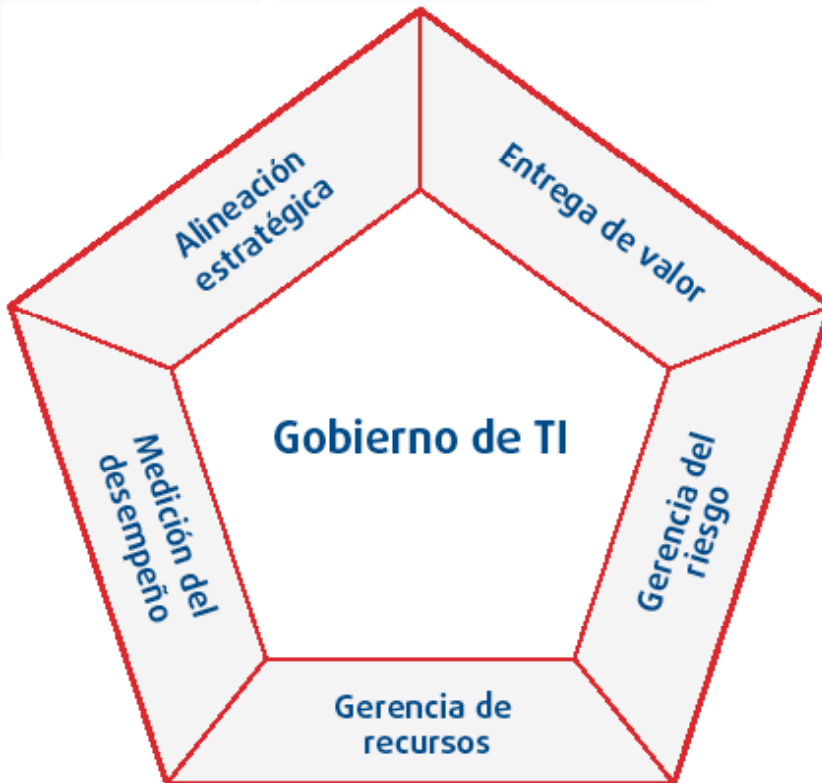 Alineación
estratégica
Entrega de valor
Gobierno de TI
Medición del
desempeño
Gerencia del
riesgo
Gerencia de
recursos